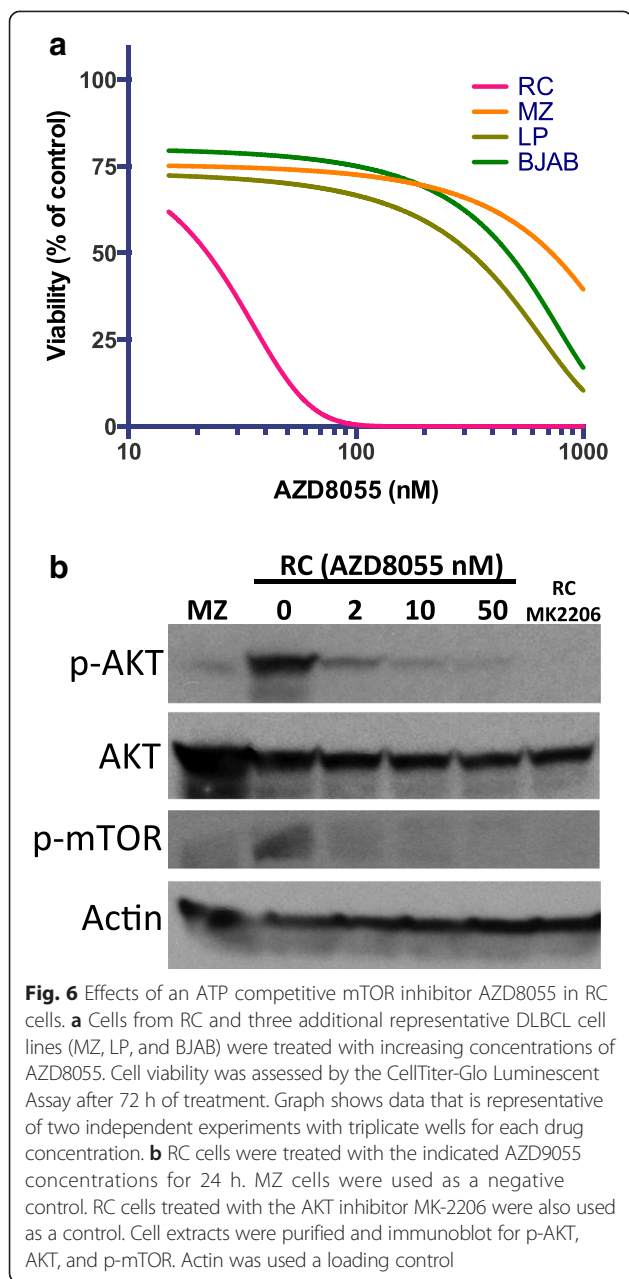 a
100
75
50
25
0
Viability (% of control)
RC
MZ
LP
BJAB
10 100 1000
AZD8055 (nM)
b
RC (AZD8055 nM)
MZ 0 2 10 50 RC
MK2206
p-AKT
AKT
p-mTOR
Actin
Fig. 6 Effects of an ATP competitive mTOR inhibitor AZD8055 in RC
cells. a Cells from RC and three additional representative DLBCL cell
lines (MZ, LP, and BJAB) were treated with increasing concentrations of
AZD8055. Cell viability was assessed by the CellTiter-Glo Luminescent
Assay after 72 h of treatment. Graph shows data that is representative
of two independent experiments with triplicate wells for each drug
concentration. b RC cells were treated with the indicated AZD9055
concentrations for 24 h. MZ cells were used as a negative
control. RC cells treated with the AKT inhibitor MK-2206 were also used
as a control. Cell extracts were purified and immunoblot for p-AKT,
AKT, and p-mTOR. Actin was used a loading control